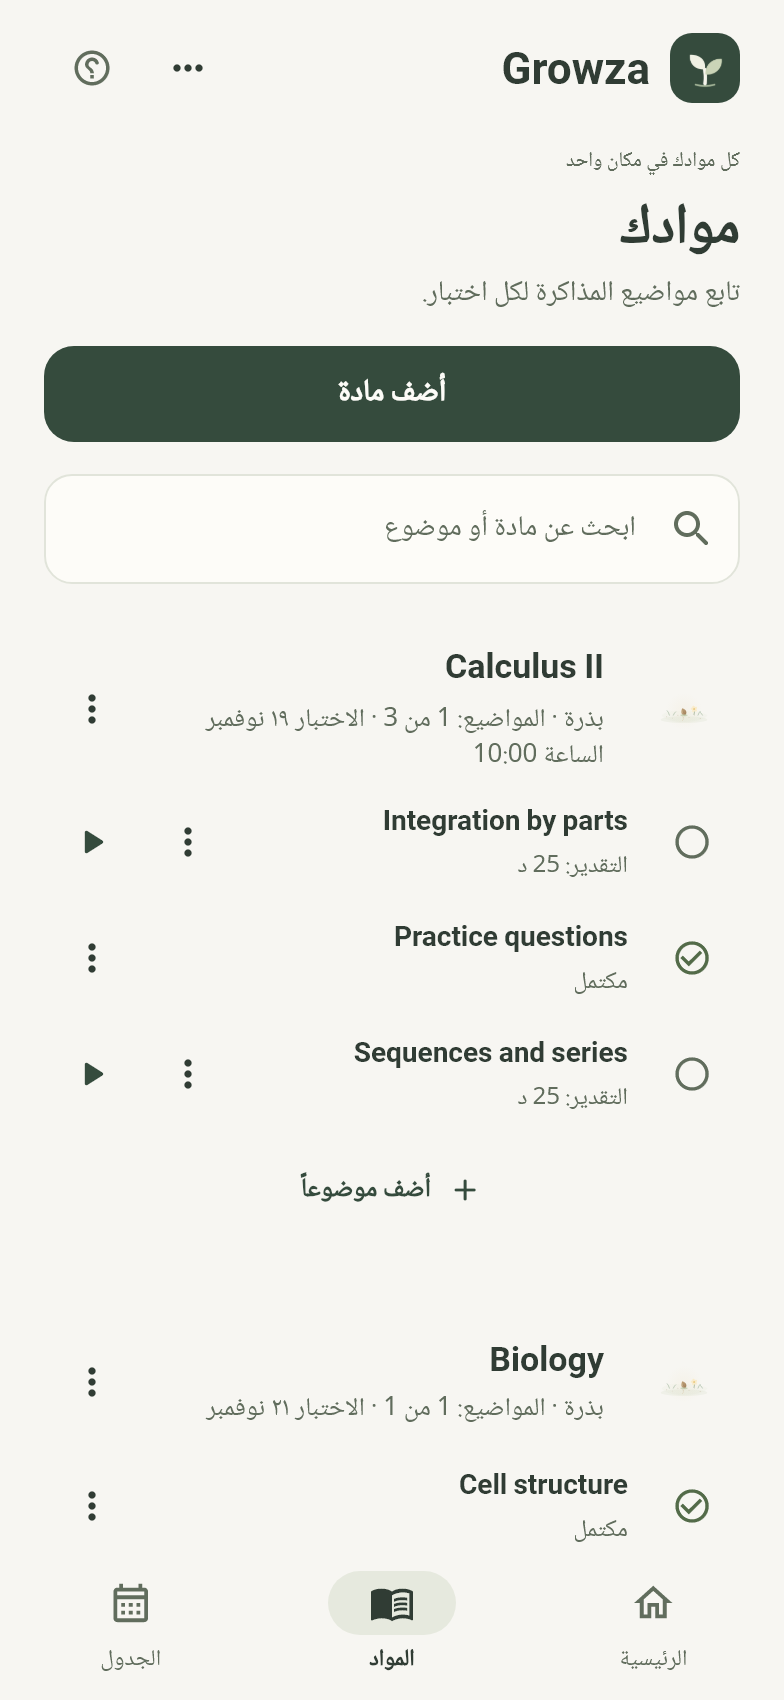 Growza
كل موادك في مكان واحد
موادك
تابع مواضيع المذاكرة لكل اختبار.
أضف مادة
ابحث عن مادة أو موضوع
Calculus II
بذرة · المواضيع: 1 من 3 · الاختبار ١٩ نوفمبر
الساعة 10:00
Integration by parts
التقدير: 25 د
Practice questions
مكتمل
Sequences and series
التقدير: 25 د
أضف موضوعاً
Biology
بذرة · المواضيع: 1 من 1 · الاختبار ٢١ نوفمبر
Cell structure
مكتمل
الرئيسية
المواد
الجدول